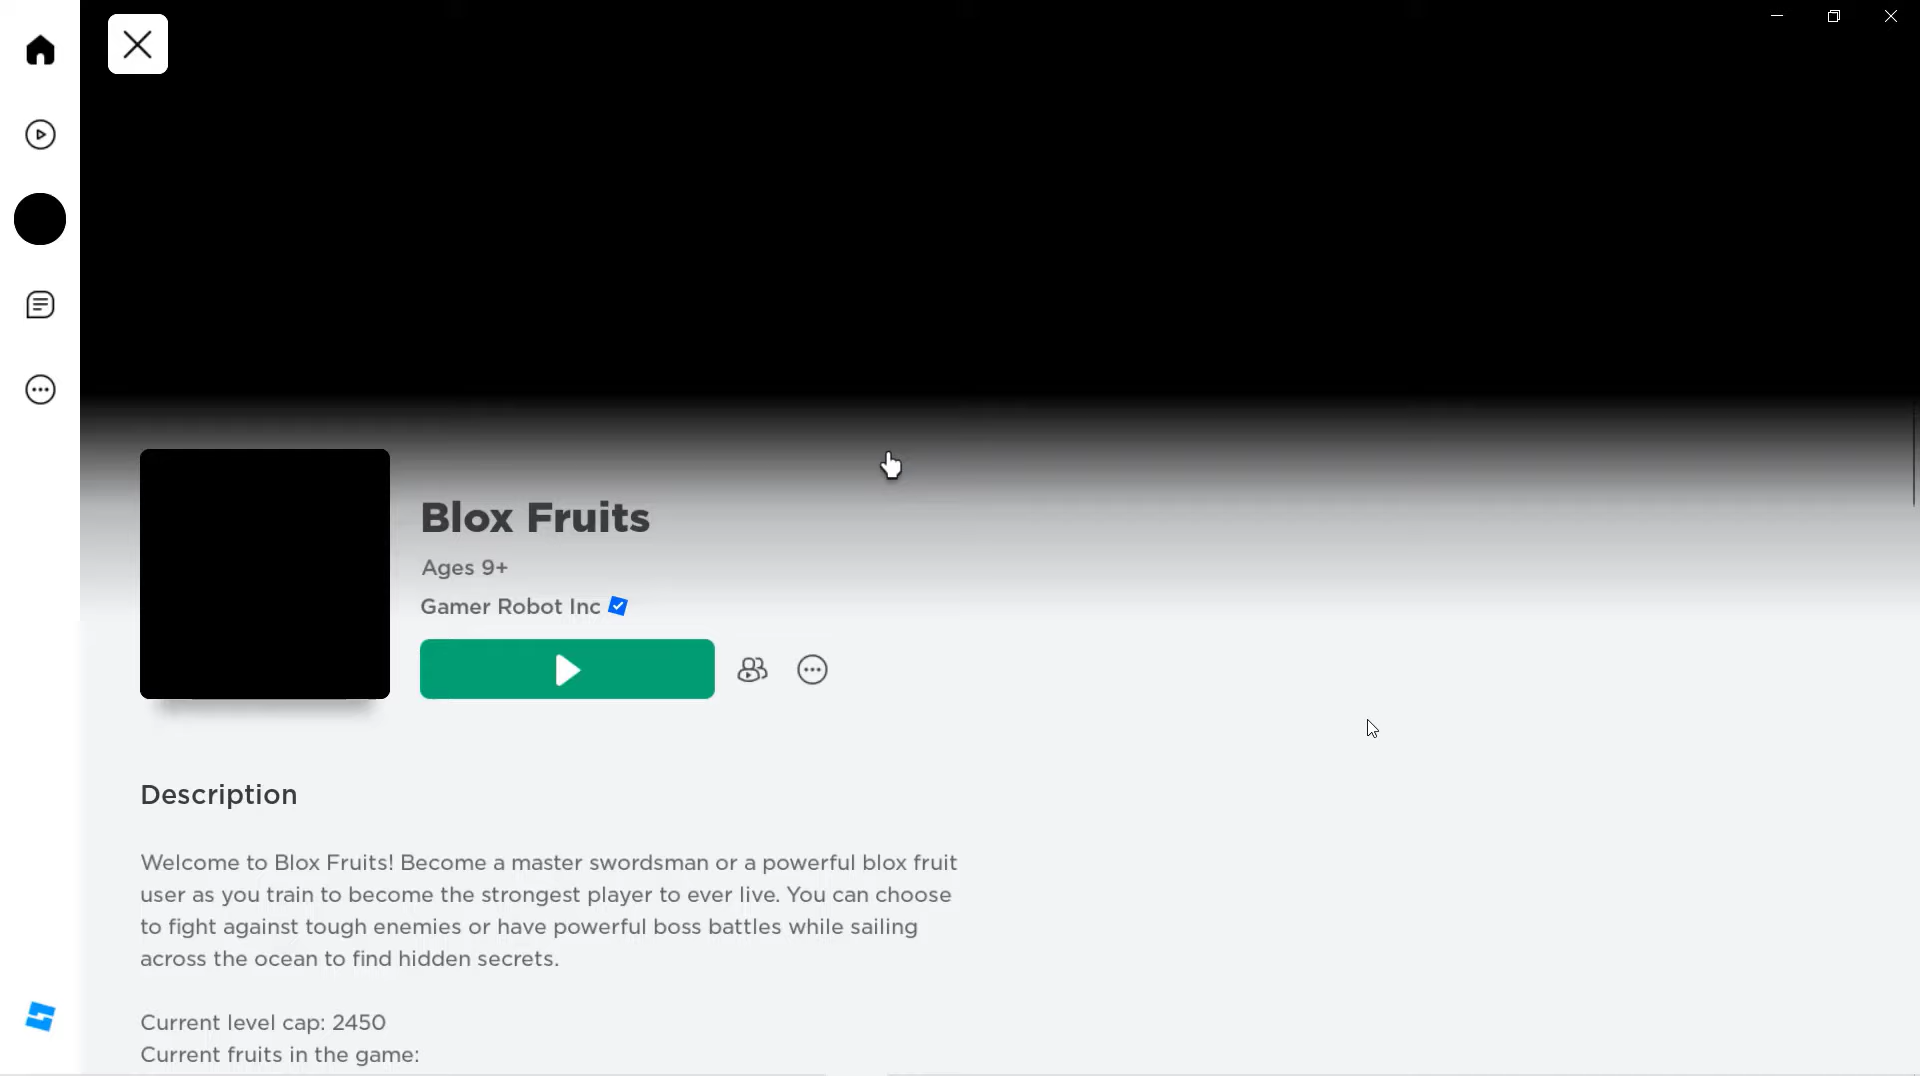 Blox Fruits
Ages 9+
Gamer Robot Inc
Description
Welcome to Blox Fruits! Become a master swordsman or a powerful blox fruit
user as you train to become the strongest player to ever live. You can choose
to fight against tough enemies or have powerful boss battles while sailing
across the ocean to find hidden secrets.
Current level cap: 2450
Current fruits in the game: